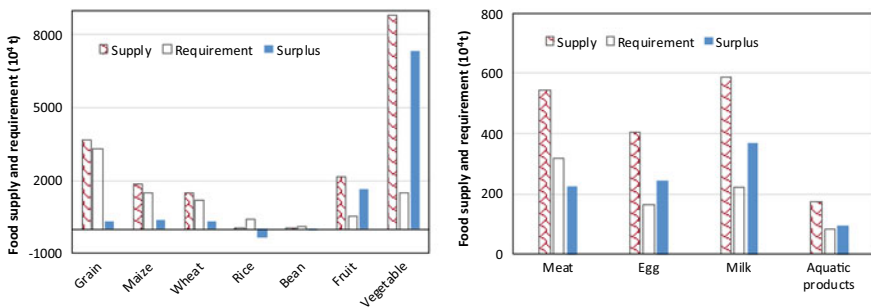 Food supply and requirement (10⁴ t)
8000
5000
2000
-1000
Supply Requirement Surplus
Grain
Maize
Wheat
Rice
Bean
Fruit
Vegetable
Food supply and requirement (10⁴t)
800
600
400
200
0
Supply Requirement Surplus
Meat
Egg
Milk
Aquatic
products